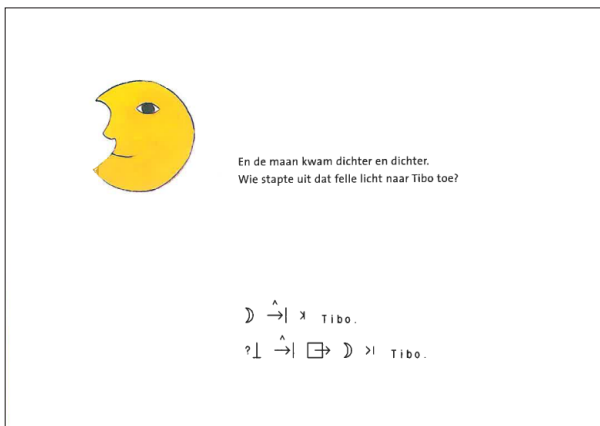 En de maan kwam dichter en dichter.
Wie stapte uit dat felle licht naar Tibo toe?
Tibo.
Tibo.